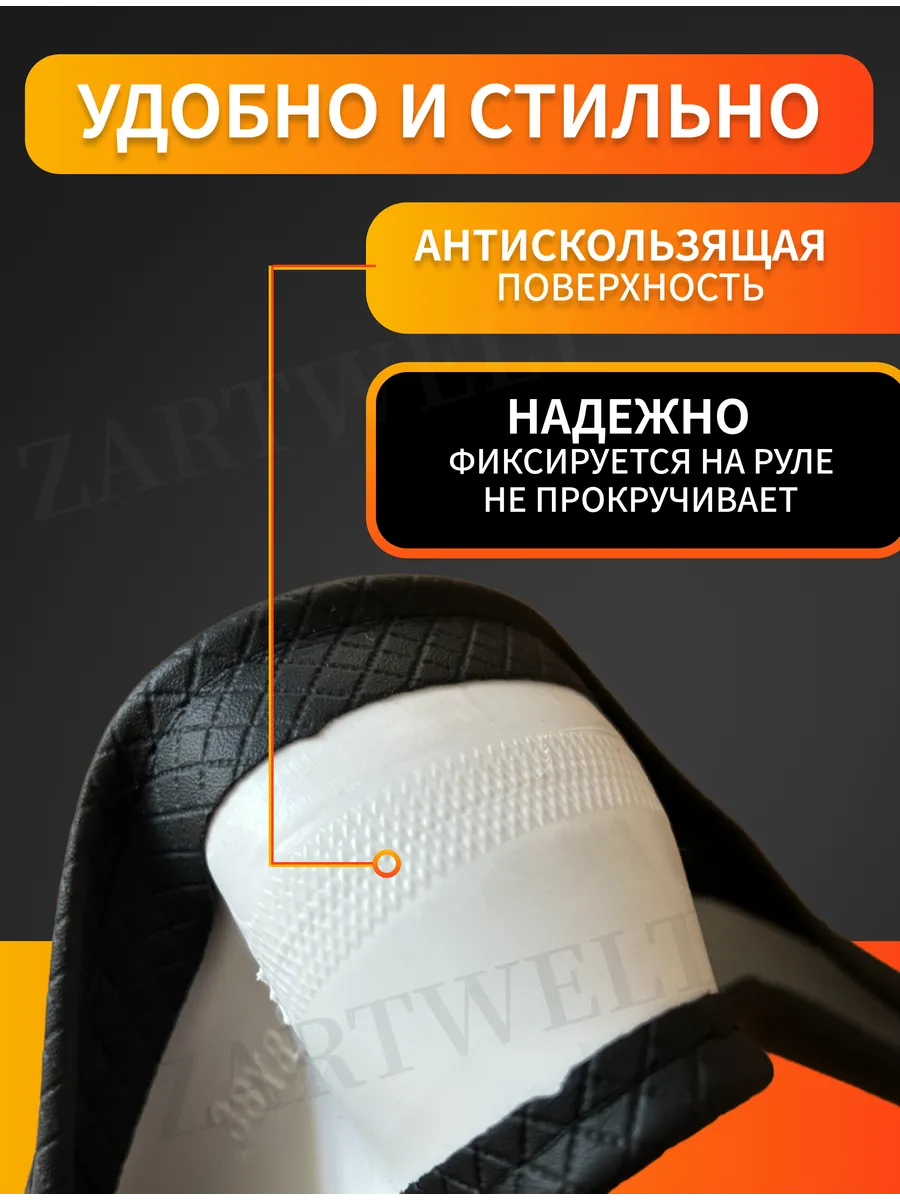 УДОБНО И СТИЛЬНО
АНТИСКОЛЬЗЯЩАЯ
ПОВЕРХНОСТЬ
НАДЕЖНО
ФИКСИРУЕТСЯ НА РУЛЕ
НЕ ПРОКРУЧИВАЕТ
ZARTWELT
ZARTWELT